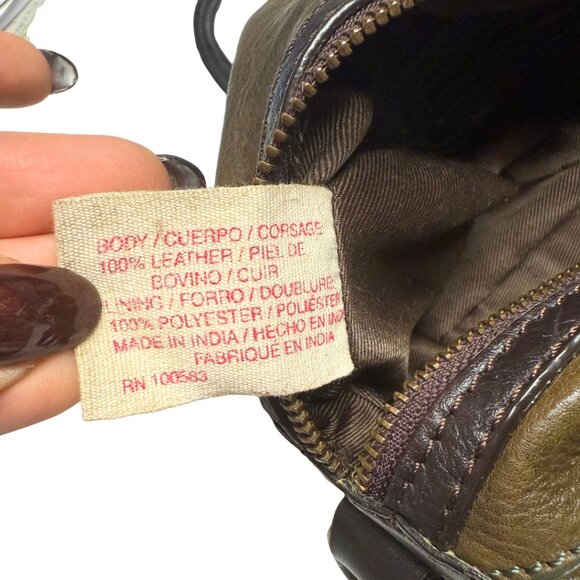 BODY / CUERPO / CORSAGE
100% LEATHER / PIEL DE
BOVINO / CUIR
LINING / FORRO / DOUBLURE
100% POLYESTER / POLIÉSTER
MADE IN INDIA / HECHO EN INDIA
FABRIQUE EN INDIA
RN 100583